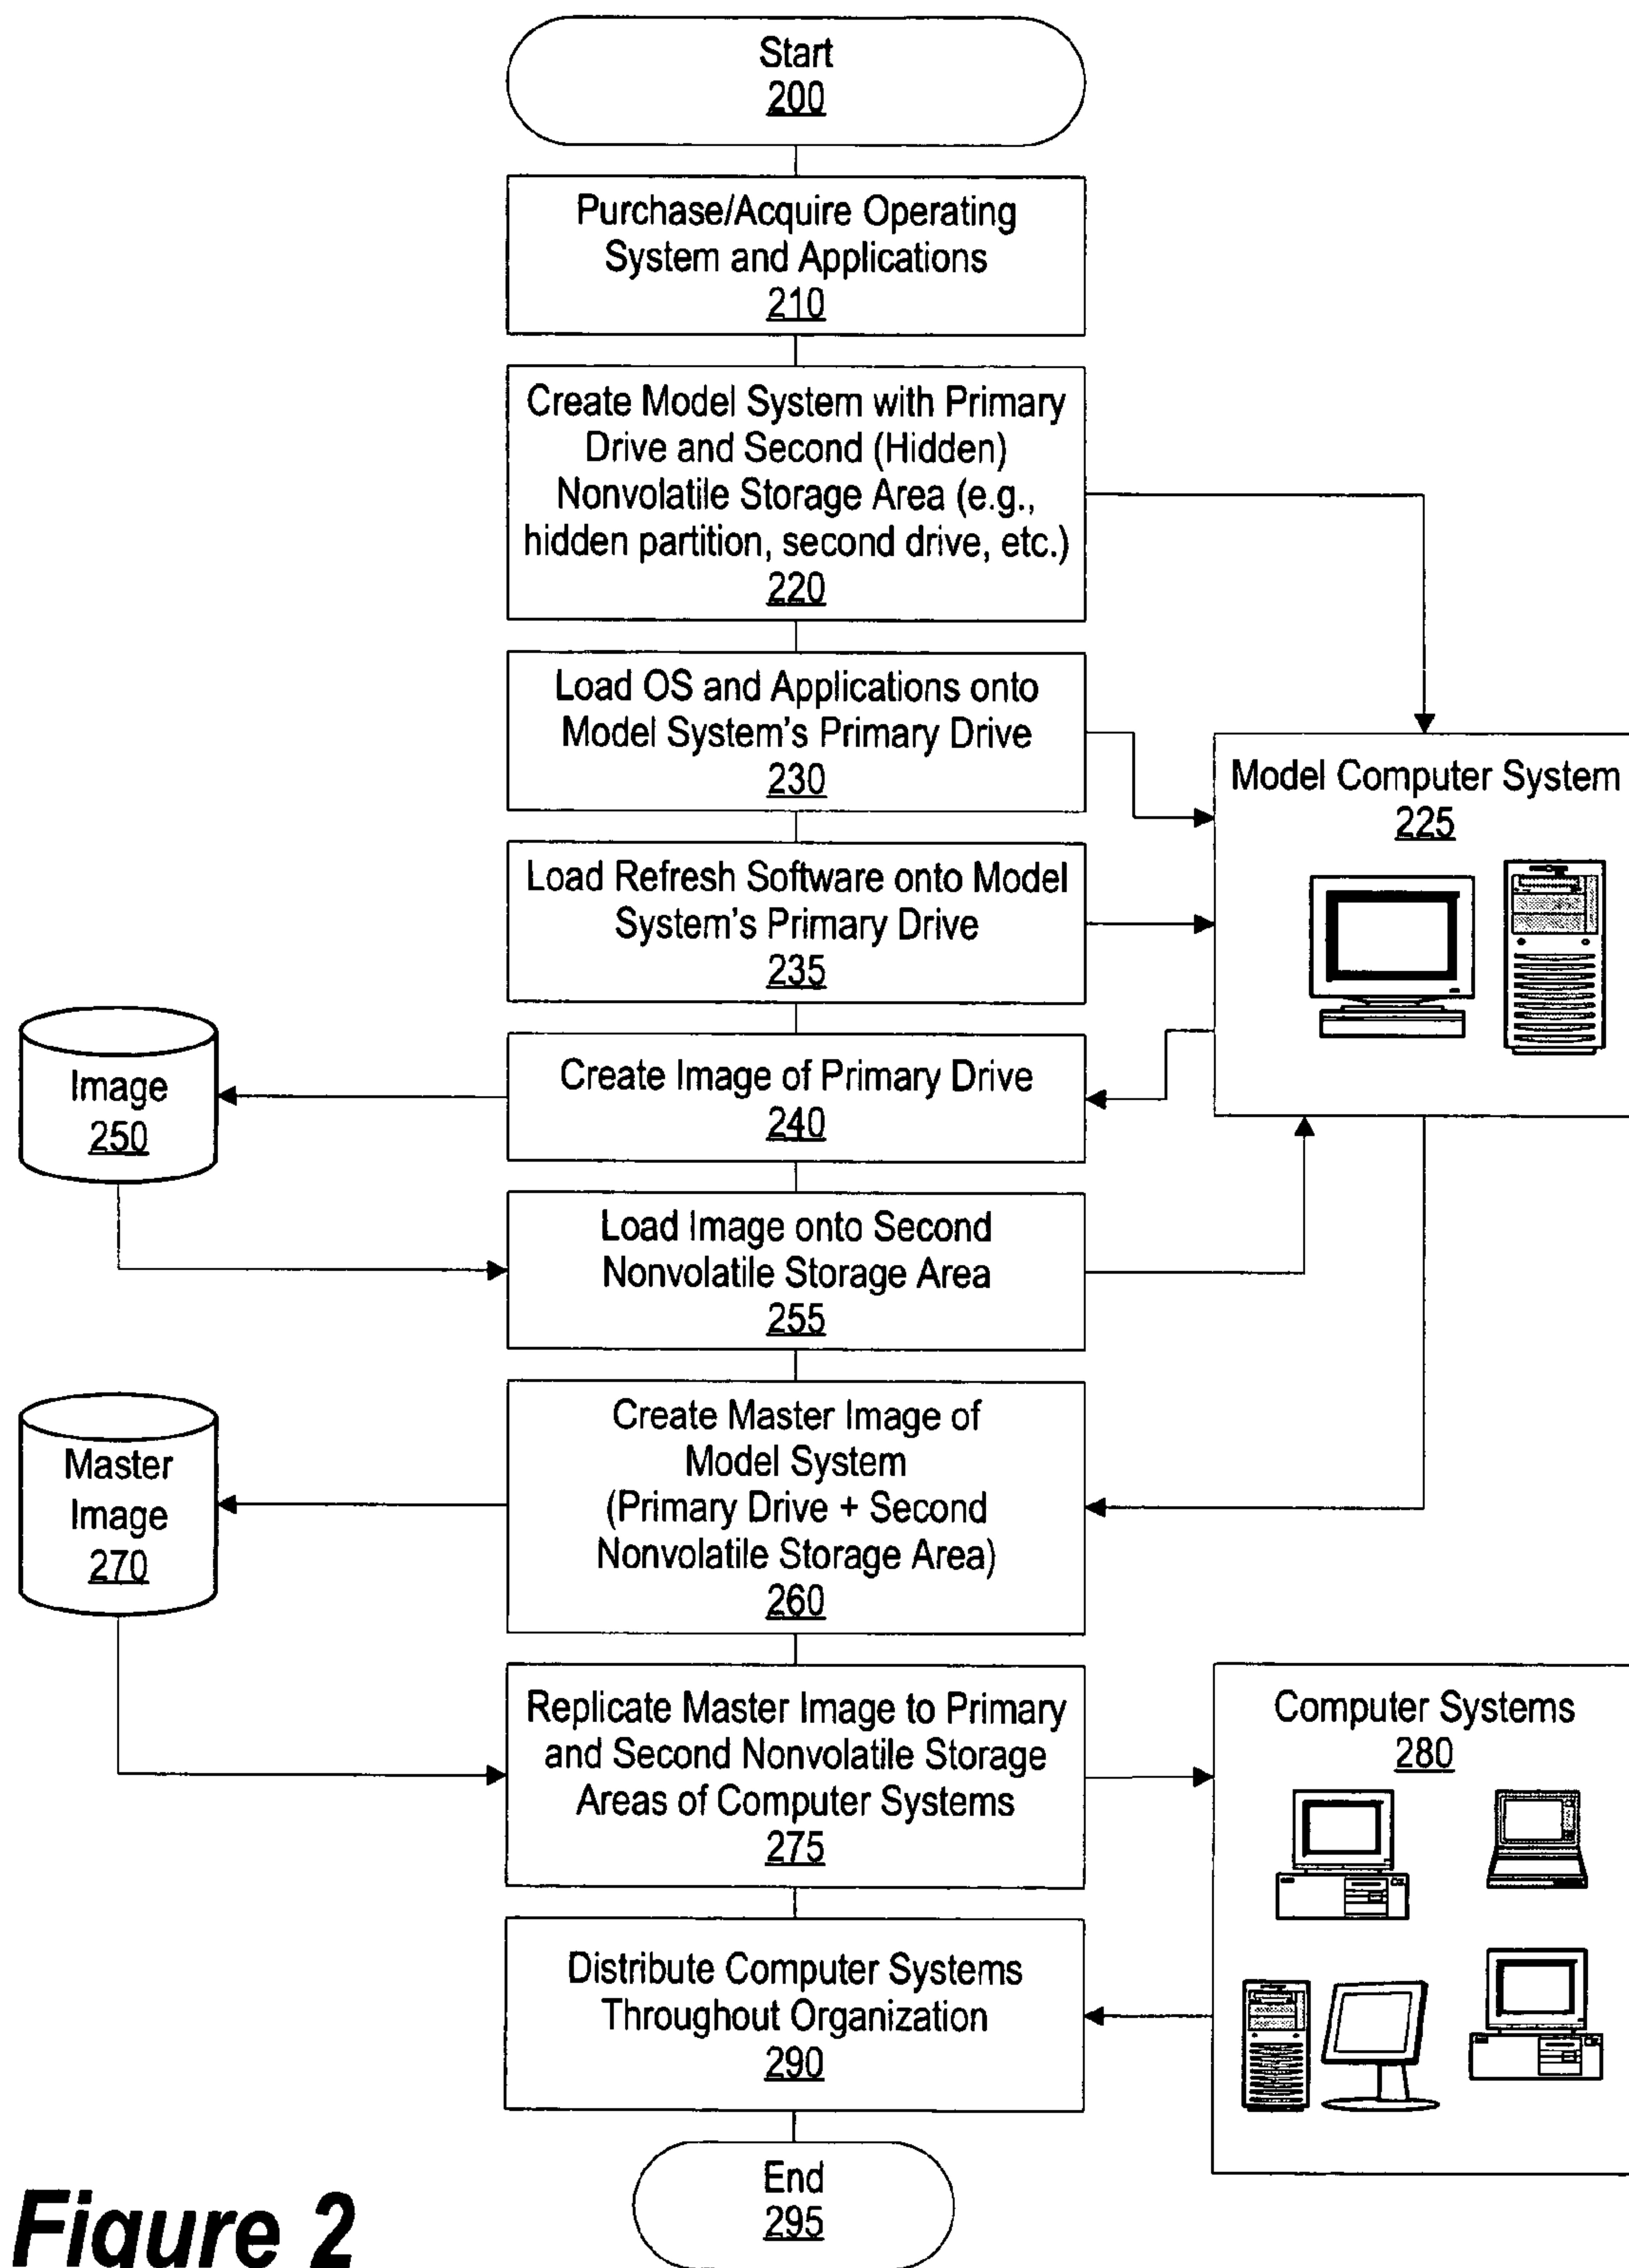 Start
200
Purchase/Acquire Operating
System and Applications
210
Create Model System with Primary
Drive and Second (Hidden)
Nonvolatile Storage Area (e.g.,
hidden partition, second drive, etc.)
220
Load OS and Applications onto
Model System's Primary Drive
230
Model Computer System
225
Load Refresh Software onto Model
System's Primary Drive
235
Create Image of Primary Drive
240
Image
250
Load Image onto Second
Nonvolatile Storage Area
255
Create Master Image of
Model System
(Primary Drive + Second
Nonvolatile Storage Area)
260
Master
Image
270
Replicate Master Image to Primary
and Second Nonvolatile Storage
Areas of Computer Systems
275
Computer Systems
280
Distribute Computer Systems
Throughout Organization
290
End
295
Figure 2